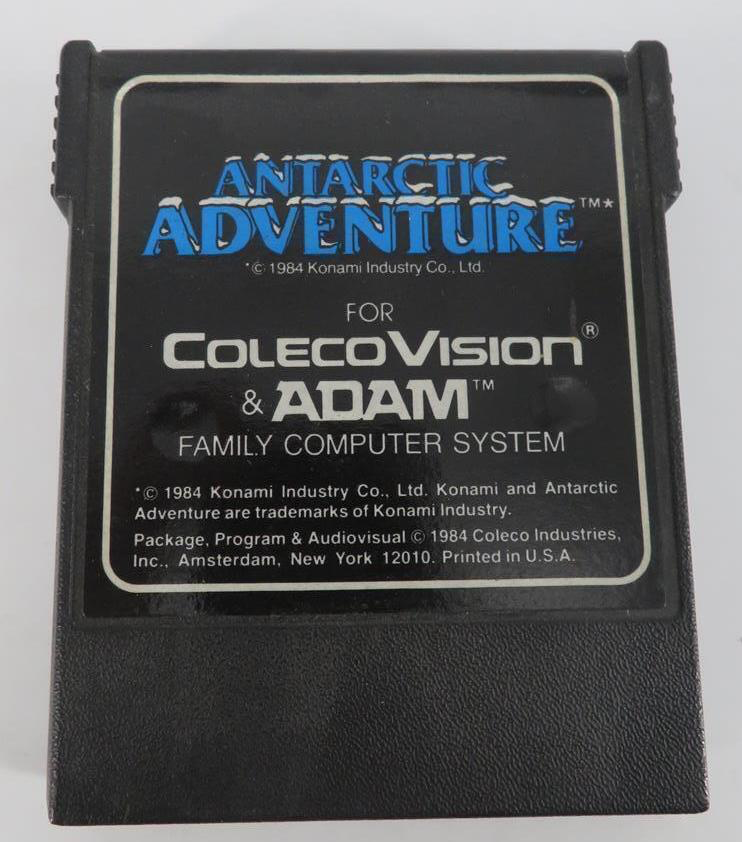 ANTARCTIC
ADVENTURE™*
*© 1984 Konami Industry Co., Ltd.
FOR
COLECOVISION®
& ADAM™
FAMILY COMPUTER SYSTEM
*© 1984 Konami Industry Co., Ltd. Konami and Antarctic
Adventure are trademarks of Konami Industry.
Package, Program & Audiovisual © 1984 Coleco Industries,
Inc., Amsterdam, New York 12010. Printed in U.S.A.